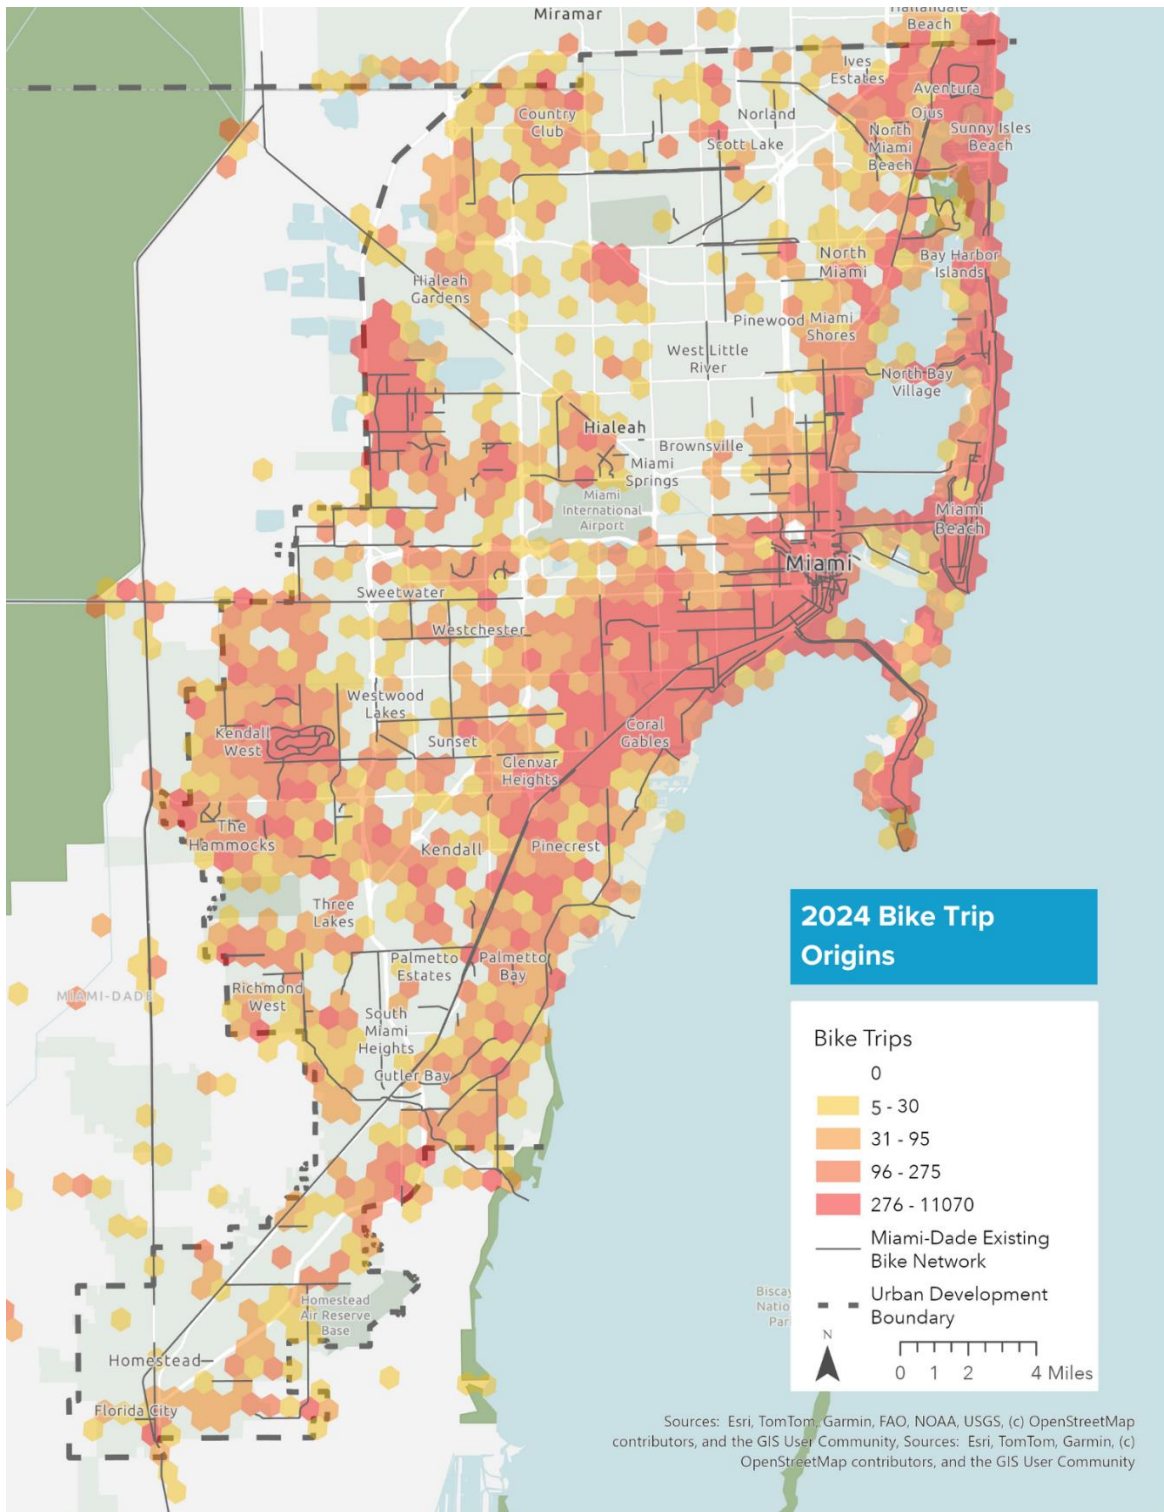 Hallandale
Beach
Miramar
Ives
Estates
Aventura
Country
Club
Norland
Ojus
North
Miami
Beach
Sunny Isles
Beach
Scott Lake
North
Miami
Bay Harbor
Islands
Hialeah
Gardens
Pinewood
Miami
Shores
West Little
River
North Bay
Village
Hialeah
Brownsville
Miami
Springs
Miami
International
Airport
Miami
Beach
Miami
Sweetwater
Westchester
Westwood
Lakes
Coral
Gables
Kendall
West
Sunset
Glenvar
Heights
The
Hammocks
Kendall
Pinecrest
Three
Lakes
Palmetto
Estates
Palmetto
Bay
MIAMI-DADE
Richmond
West
South
Miami
Heights
Cutler Bay
Homestead
Air Reserve
Base
Homestead
Florida City
2024 Bike Trip
Origins
Bike Trips
0
5 - 30
31 - 95
96 - 275
276 - 11070
Miami-Dade Existing
Bike Network
Urban Development
Boundary
N
0 1 2 4 Miles
Biscay
Natio
Par
Sources: Esri, TomTom, Garmin, FAO, NOAA, USGS, (c) OpenStreetMap
contributors, and the GIS User Community, Sources: Esri, TomTom, Garmin, (c)
OpenStreetMap contributors, and the GIS User Community